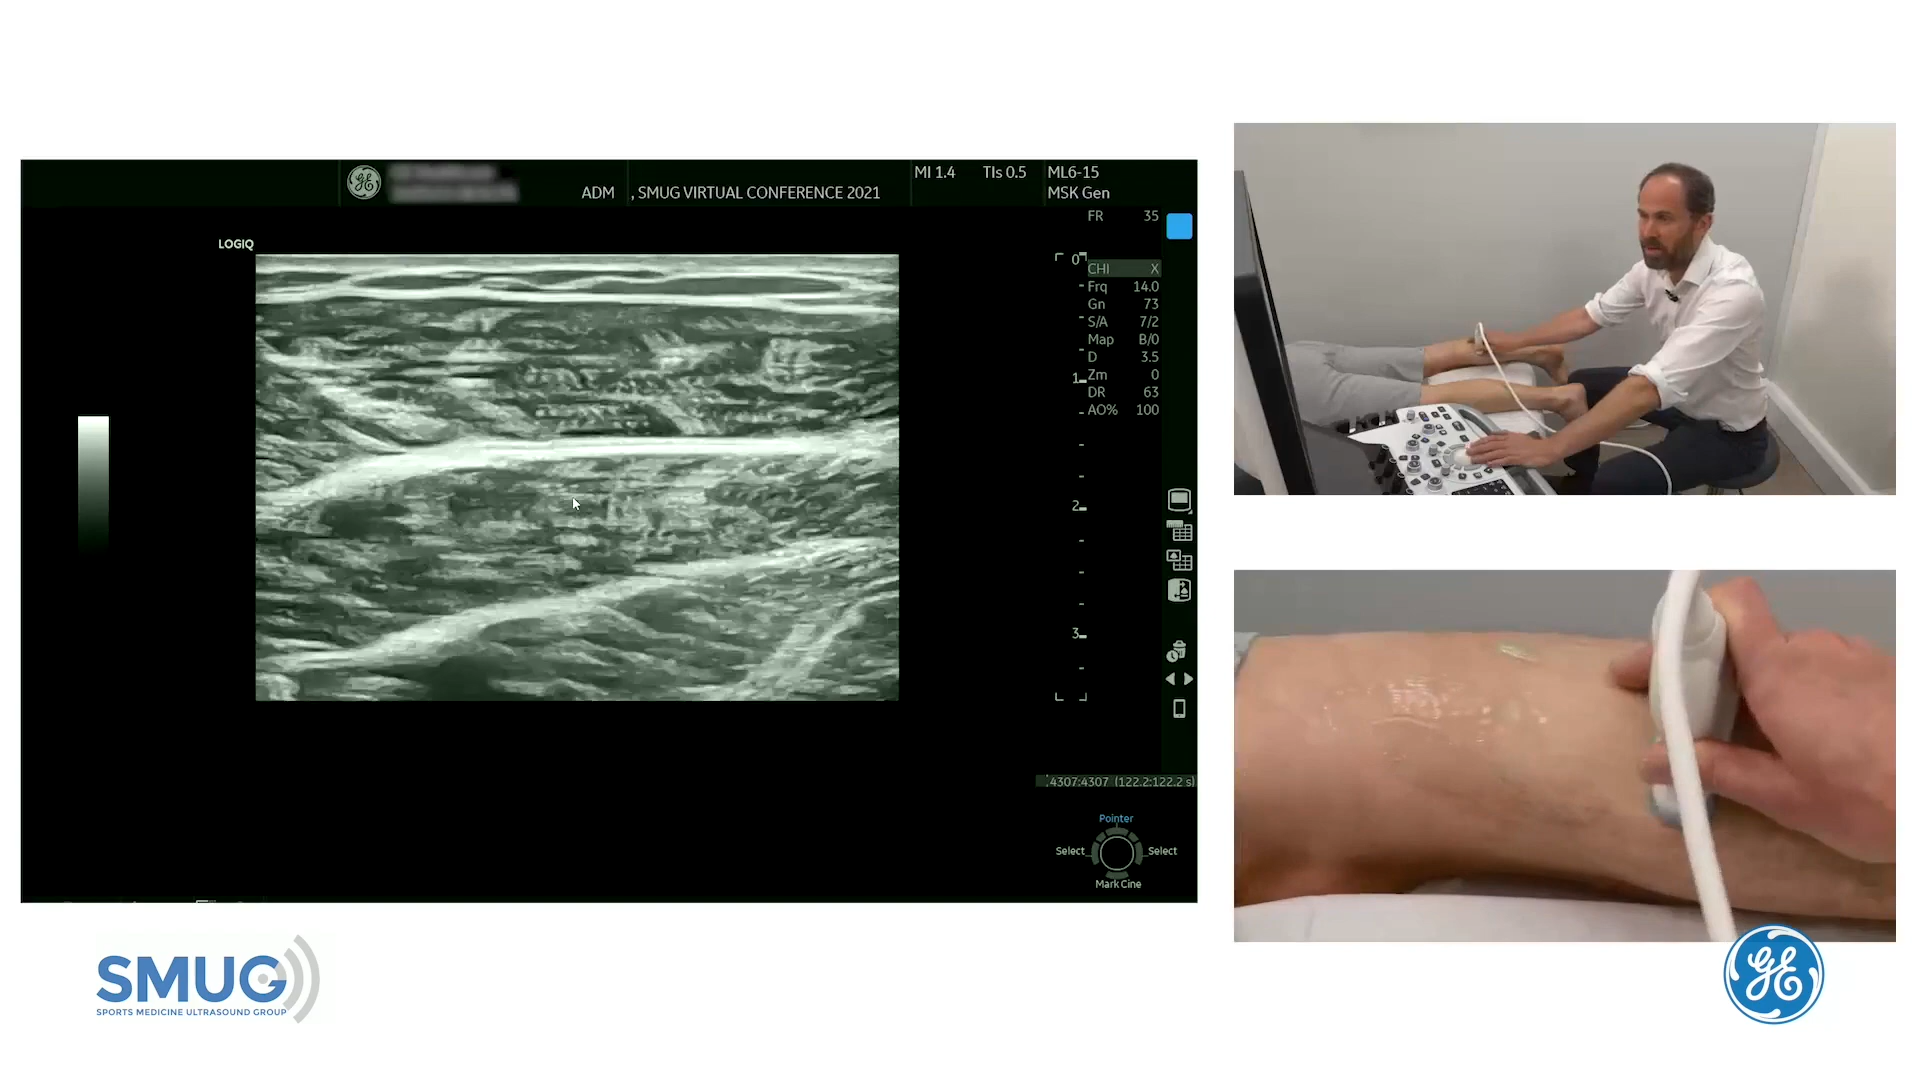 MI 1.4 TIs 0.5 ML6-15
ADM , SMUG VIRTUAL CONFERENCE 2021 MSK Gen
FR 35
LOGIQ
0
CHI X
Frq 14.0
Gn 73
S/A 7/2
Map B/0
D 3.5
1 Zm 0
DR 63
AO% 100
2
3
4307:4307 (122.2:122.2 s)
Pointer
Select Select
Mark Cine
SMUG
SPORTS MEDICINE ULTRASOUND GROUP
GE